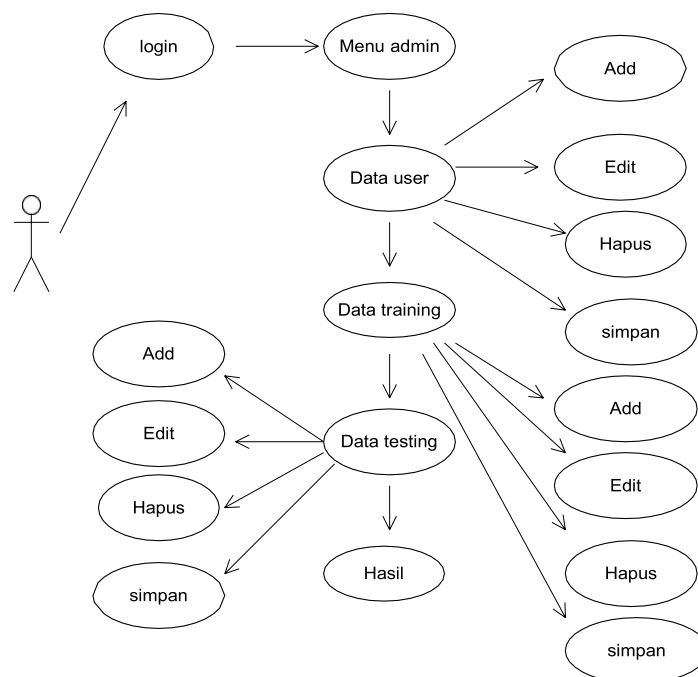 login
Menu admin
Add
Data user
Edit
Hapus
simpan
Data training
Add
Edit
Hapus
simpan
Data testing
Add
Edit
Hapus
simpan
Hasil